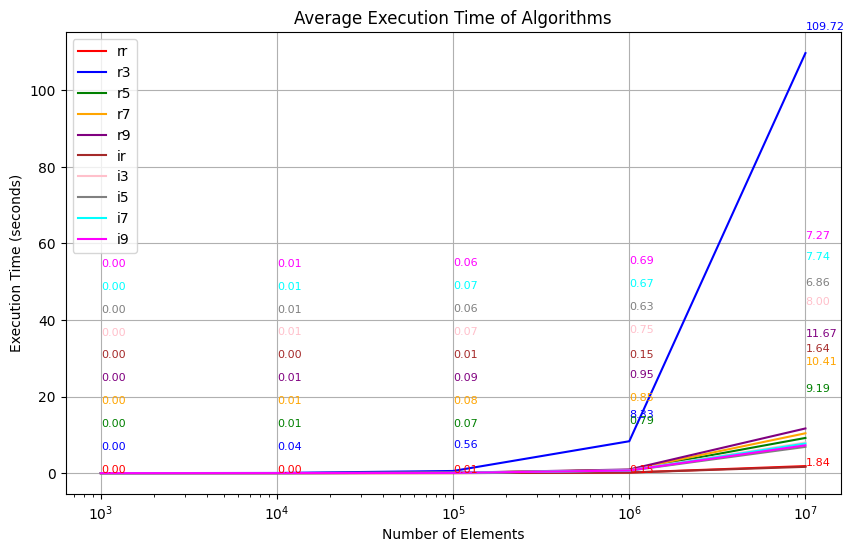 Average Execution Time of Algorithms
109.72
rr
r3
r5
r7
r9
ir
i3
i5
i7
i9
100
80
60
40
20
0
Execution Time (seconds)
0.00 0.01 0.06 0.69 7.27
0.00 0.01 0.07 0.67 7.74
0.00 0.01 0.06 0.63 6.86
0.00 0.01 0.07 0.75 8.00
0.00 0.00 0.01 0.15 1.64
0.00 0.01 0.09 0.95 11.67
0.00 0.01 0.08 0.85 10.41
0.00 0.01 0.07 0.79 9.19
0.00 0.04 0.56 8.33
0.00 0.00 0.01 1.84
10³ 10⁴ 10⁵ 10⁶ 10⁷
Number of Elements